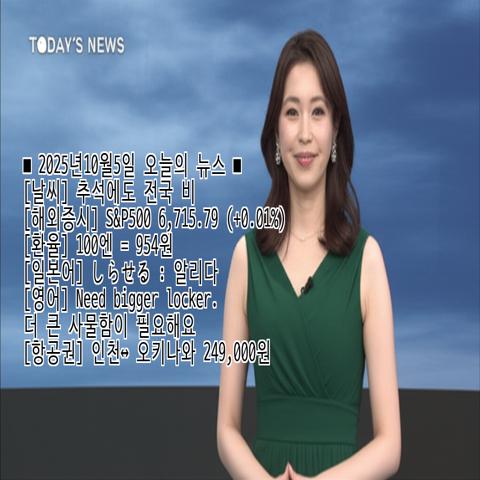 TODAY'S NEWS
■ 2025년10월5일 오늘의 뉴스 ■
[날씨] 추석에도 전국 비
[해외증시] S&P500 6,715.79 (+0.01%)
[환율] 100엔 = 954원
[일본어] しらせる : 알리다
[영어] Need bigger locker.
더 큰 사물함이 필요해요
[항공권] 인천↔오키나와 249,000원